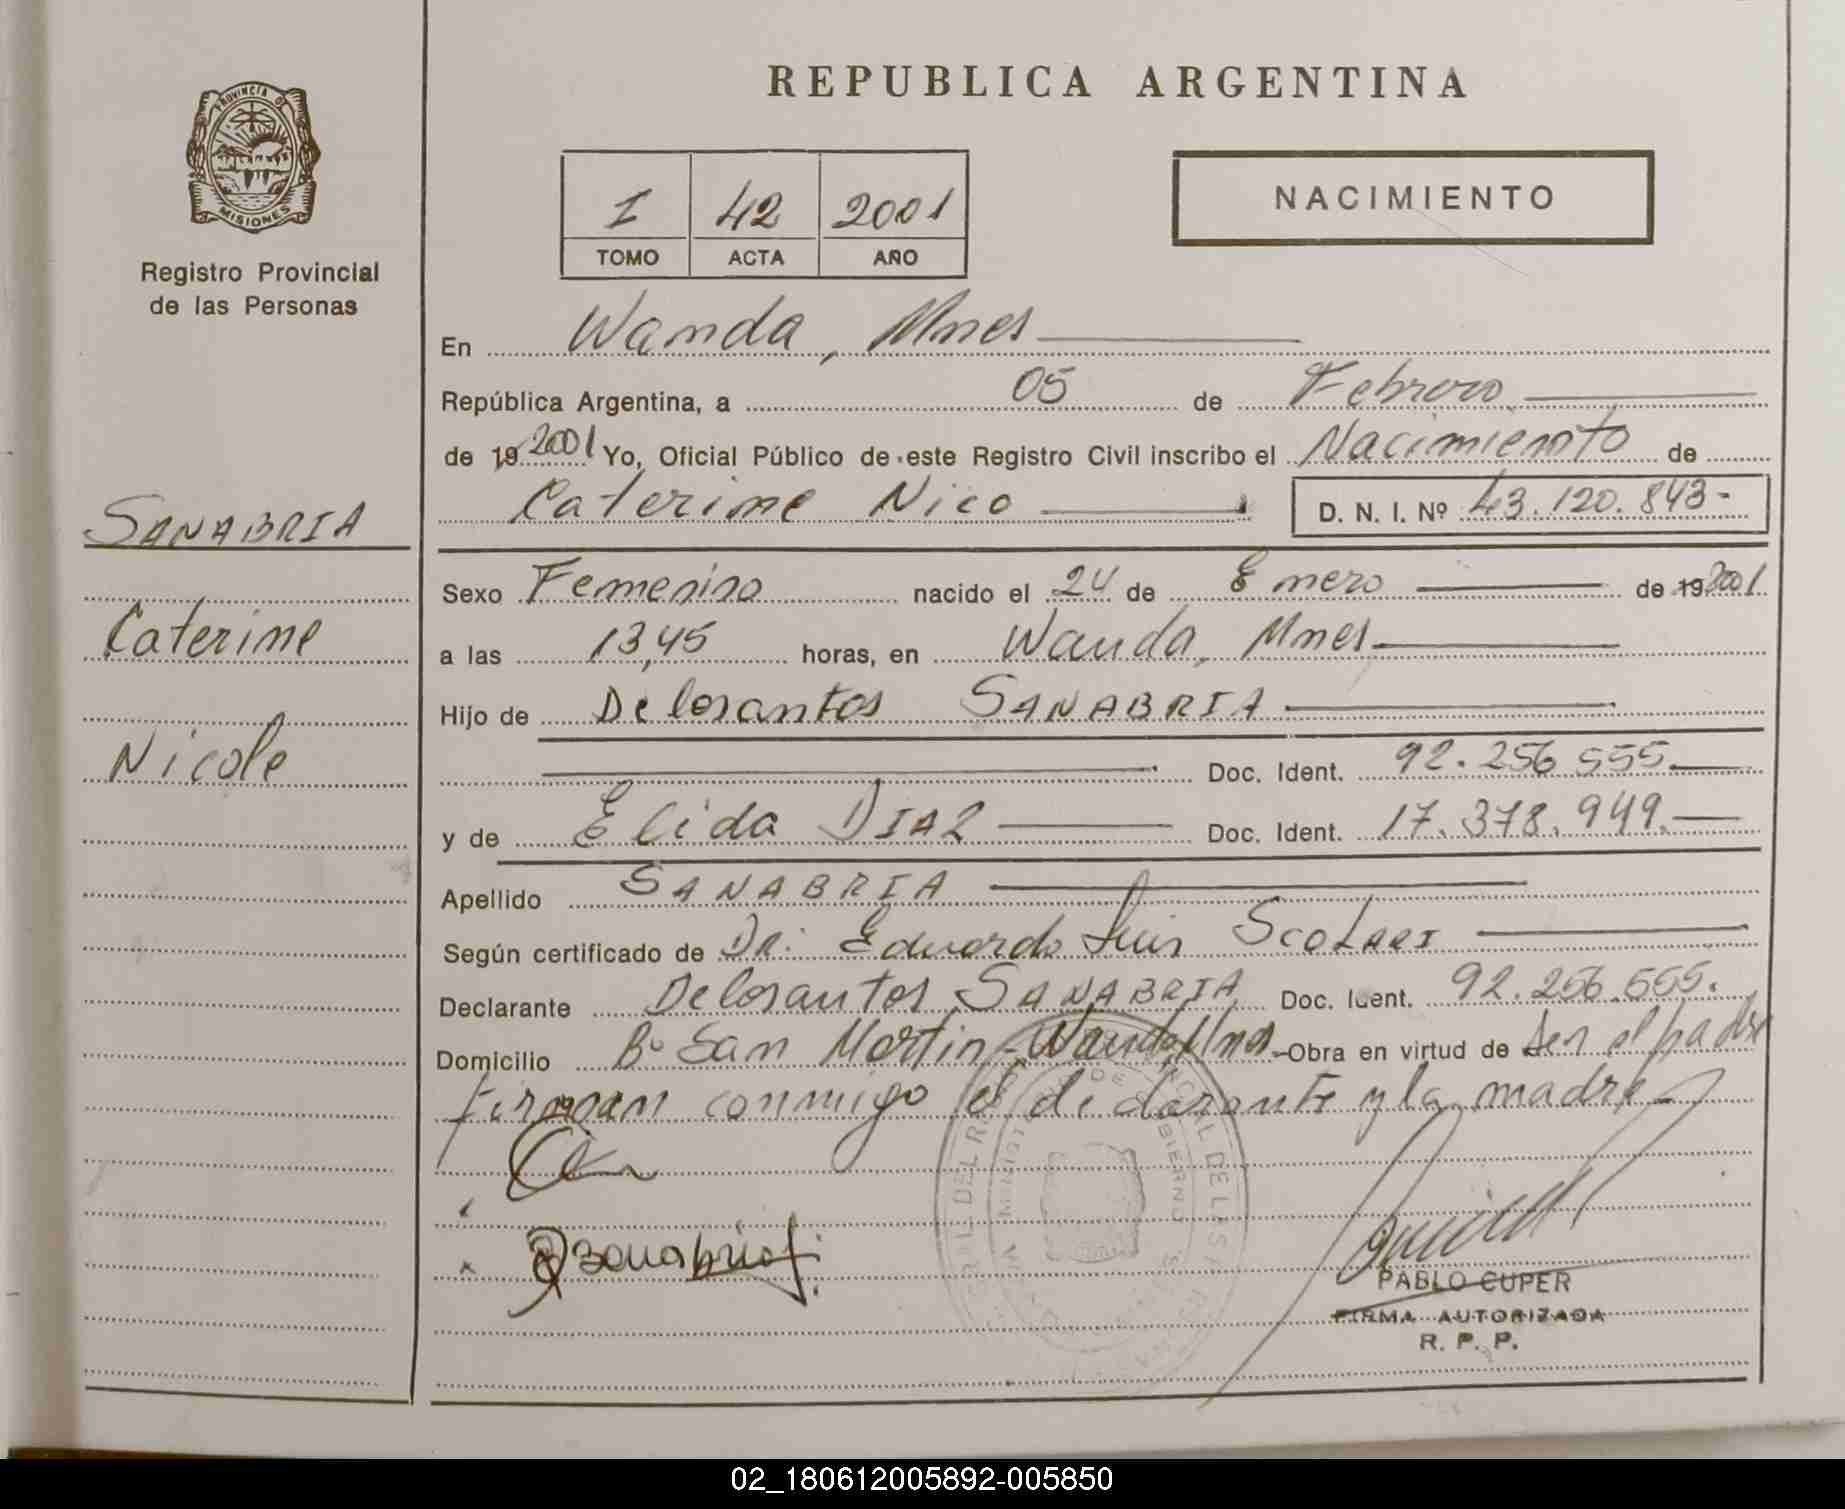 PROVINCIA DE
MISIONES
Registro Provincial
de las Personas
SANABRIA
Caterine
Nicole
REPUBLICA ARGENTINA
I 42 2001
TOMO ACTA AÑO
NACIMIENTO
En Wanda, Mnes
República Argentina, a 05 de Febrero
de 19 2001 Yo, Oficial Público de este Registro Civil inscribo el Nacimiento de
Caterine Nico D. N. I. Nº 43.120.843-
Sexo Femenino nacido el 24 de Enero de 19 2001
a las 13,45 horas, en Wanda, Mnes
Hijo de Delosantos SANABRIA
Doc. Ident. 92.256 555.
y de Elida DIAZ Doc. Ident. 17.378.949.
Apellido SANABRIA
Según certificado de Dr. Eduardo Luis SCOLARI
Declarante Delosantos SANABRIA Doc. Ident. 92.256.555.
Domicilio Bº San Martin-Wanda Mnes-Obra en virtud de ser el padre
Firman conmigo el declarante y la madre-
PABLO CUPER
FIRMA AUTORIZADA
R. P. P.
02_180612005892-005850